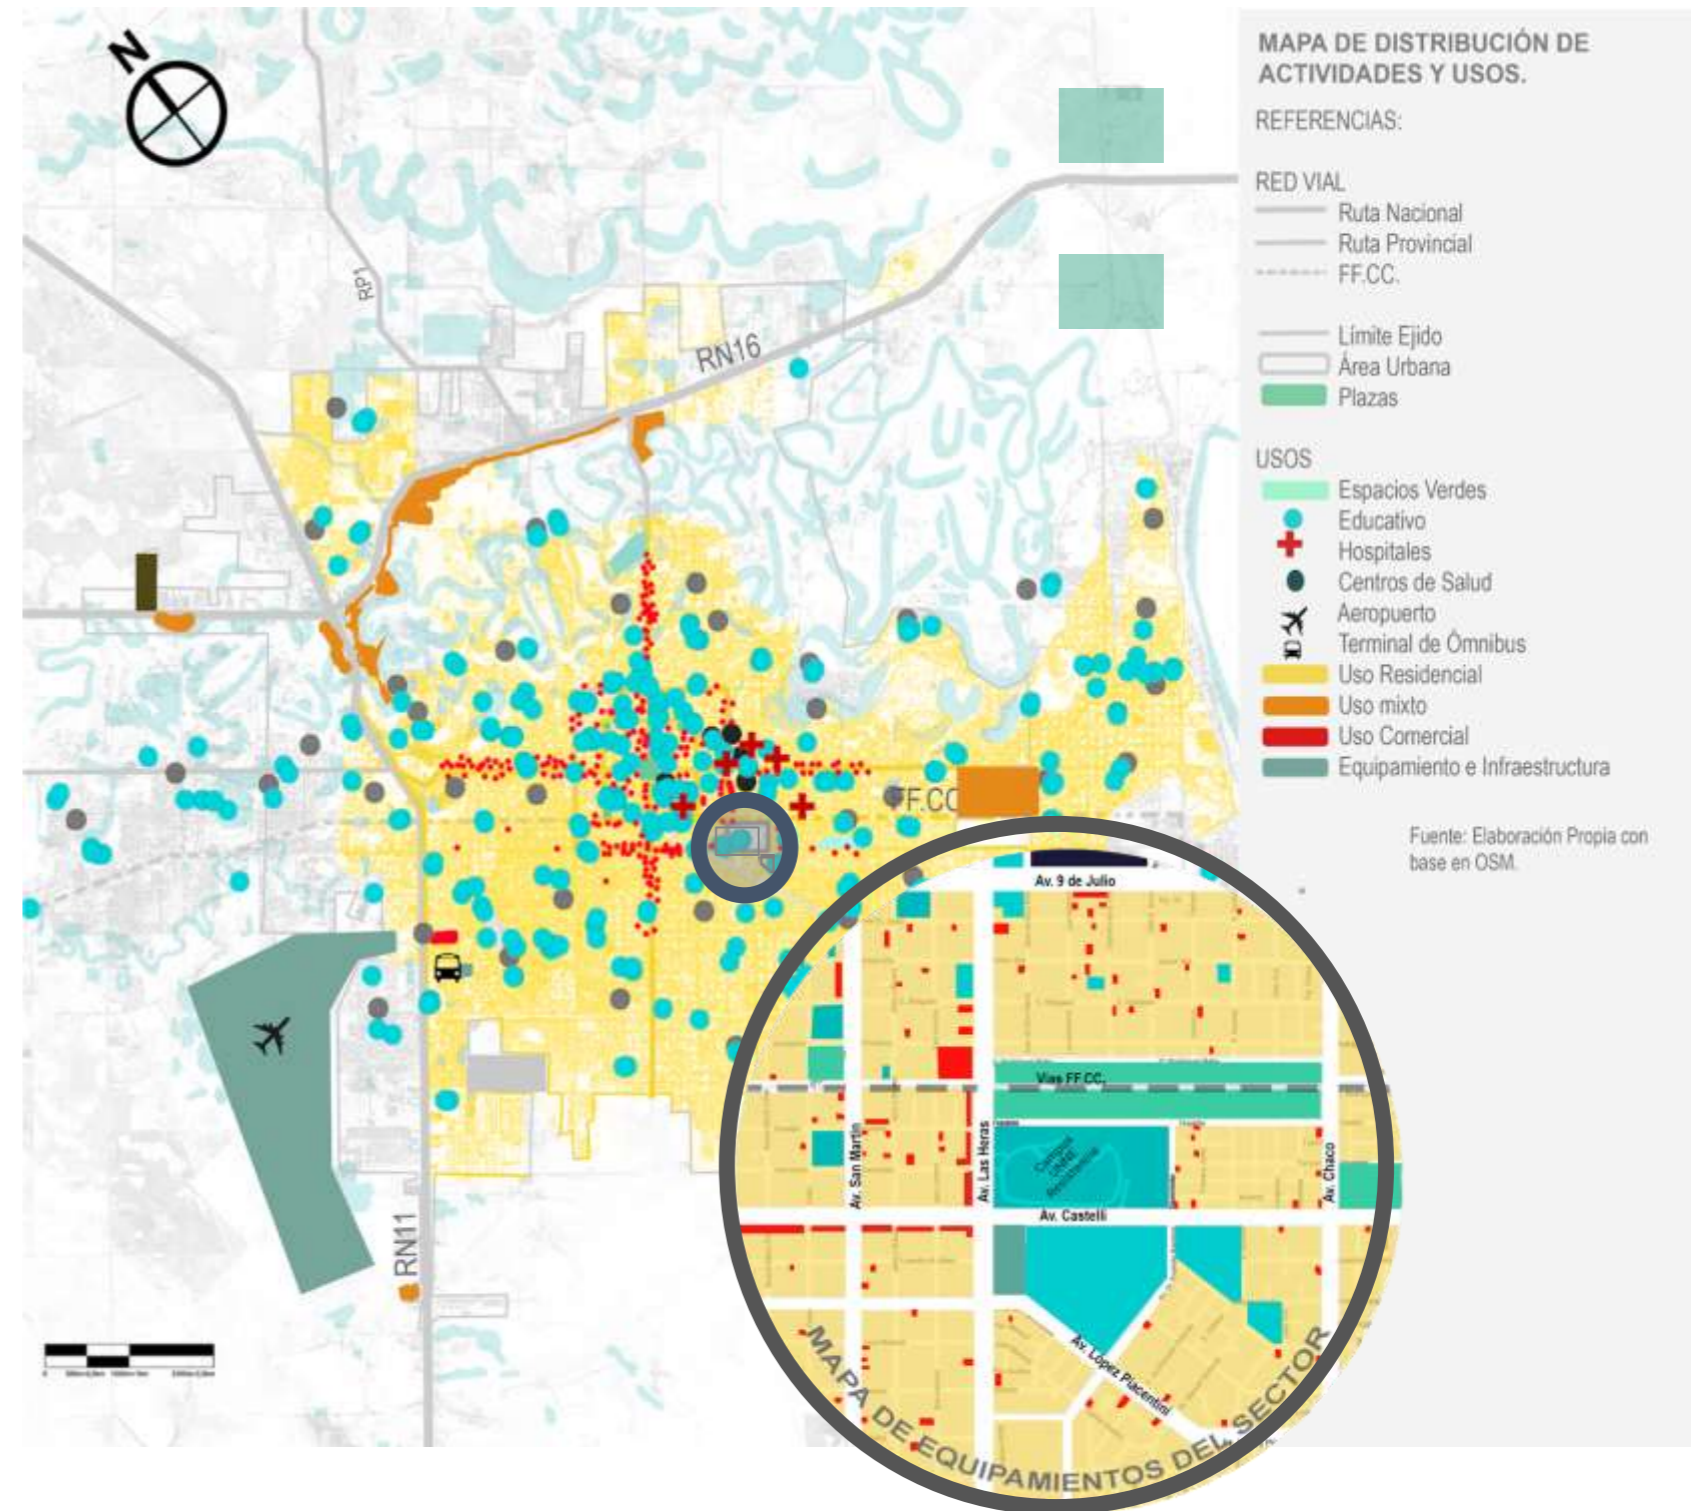 N
RP1
RN16
FF.CC
RN11
MAPA DE DISTRIBUCIÓN DE
ACTIVIDADES Y USOS.
REFERENCIAS:
RED VIAL
Ruta Nacional
Ruta Provincial
FF.CC.
Límite Ejido
Área Urbana
Plazas
USOS
Espacios Verdes
Educativo
Hospitales
Centros de Salud
Aeropuerto
Terminal de Ómnibus
Uso Residencial
Uso mixto
Uso Comercial
Equipamiento e Infraestructura
Fuente: Elaboración Propia con
base en OSM.
Av. 9 de Julio
Vias FF.CC.
Av. San Martin
Av. Las Heras
Campus
UNNE
Resistencia
Av. Chaco
Av. Castelli
Av. Lopez Piacentini
MAPA DE EQUIPAMIENTOS DEL SECTOR